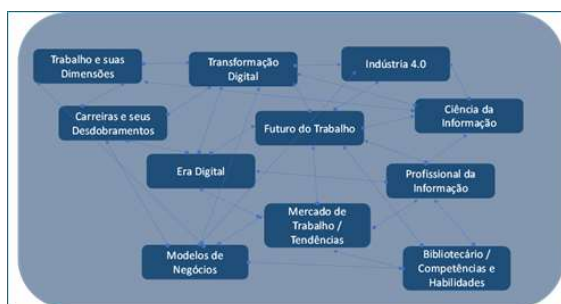 Trabalho e suas
Dimensões
Transformação
Digital
Indústria 4.0
Carreiras e seus
Desdobramentos
Futuro do Trabalho
Ciência da
Informação
Era Digital
Profissional da
Informação
Mercado de
Trabalho /
Tendências
Modelos de
Negócios
Bibliotecário /
Competências e
Habilidades